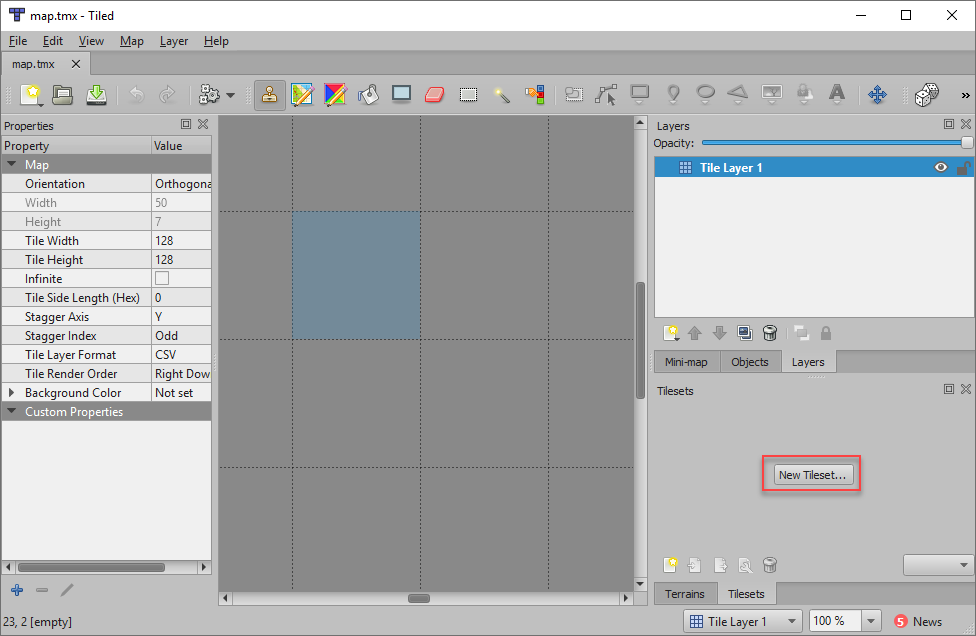 map.tmx - Tiled
File Edit View Map Layer Help
map.tmx
Properties
Property Value
Map
Orientation Orthogona
Width 50
Height 7
Tile Width 128
Tile Height 128
Infinite
Tile Side Length (Hex) 0
Stagger Axis Y
Stagger Index Odd
Tile Layer Format CSV
Tile Render Order Right Dow
Background Color Not set
Custom Properties
23, 2 [empty]
Layers
Opacity:
Tile Layer 1
Mini-map Objects Layers
Tilesets
New Tileset...
Terrains Tilesets
Tile Layer 1 100 % 5 News